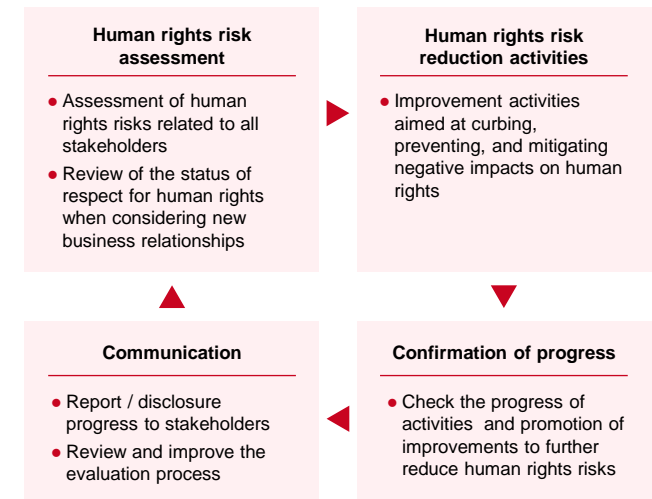 Human rights risk
assessment
● Assessment of human
rights risks related to all
stakeholders
● Review of the status of
respect for human rights
when considering new
business relationships
Human rights risk
reduction activities
● Improvement activities
aimed at curbing,
preventing, and mitigating
negative impacts on human
rights
Confirmation of progress
● Check the progress of
activities and promotion of
improvements to further
reduce human rights risks
Communication
● Report / disclosure
progress to stakeholders
● Review and improve the
evaluation process